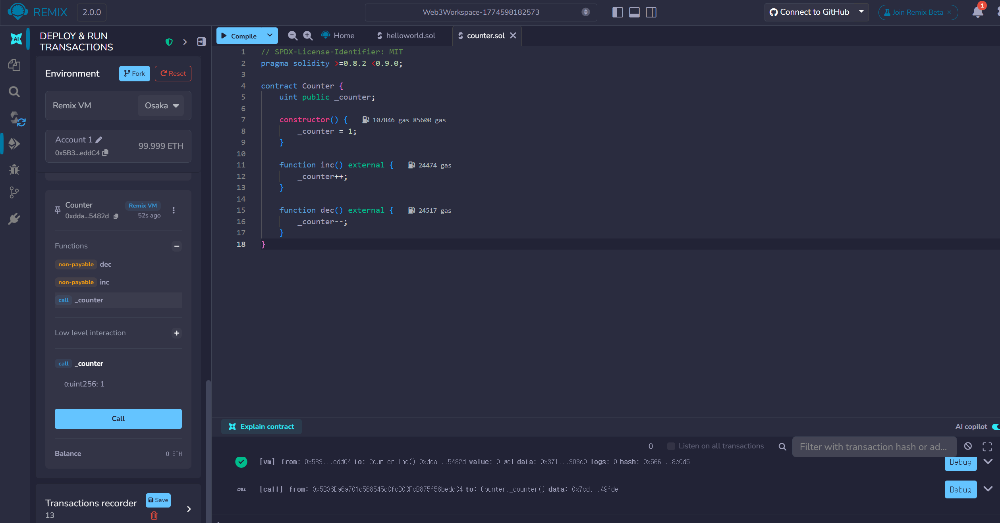 REMIX 2.0.0
Web3Workspace-1774598182573
Connect to GitHub
Join Remix Beta ×
1
AI
DEPLOY & RUN
TRANSACTIONS
Environment
Fork
Reset
Remix VM
Osaka
Account 1
0x5B3...eddC4
99.999 ETH
Counter
0xdda...5482d
Remix VM
52s ago
Functions
non-payable dec
non-payable inc
call _counter
Low level interaction
call _counter
0:uint256: 1
Call
Balance
0 ETH
Transactions recorder
13
Save
Compile
Home
helloworld.sol
counter.sol
1 // SPDX-License-Identifier: MIT
2 pragma solidity >=0.8.2 <0.9.0;
3
4 contract Counter {
5 uint public _counter;
6
7 constructor() { 107846 gas 85600 gas
8 _counter = 1;
9 }
10
11 function inc() external { 24474 gas
12 _counter++;
13 }
14
15 function dec() external { 24517 gas
16 _counter--;
17 }
18 }
Explain contract
AI copilot
0
Listen on all transactions
Filter with transaction hash or ad...
[vm] from: 0x5B3...eddC4 to: Counter.inc() 0xdda...5482d value: 0 wei data: 0x371...303c0 logs: 0 hash: 0x566...8c0d5
Debug
CALL [call] from: 0x5B38Da6a701c568545dCfcB03FcB875f56beddC4 to: Counter._counter() data: 0x7cd...49fde
Debug
>